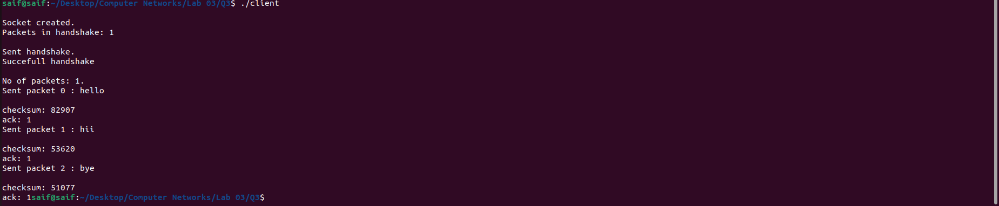 saif@saif:~/Desktop/Computer Networks/Lab 03/Q3$ ./client
Socket created.
Packets in handshake: 1
Sent handshake.
Succefull handshake
No of packets: 1.
Sent packet 0 : hello
checksum: 82907
ack: 1
Sent packet 1 : hii
checksum: 53620
ack: 1
Sent packet 2 : bye
checksum: 51077
ack: 1saif@saif:~/Desktop/Computer Networks/Lab 03/Q3$